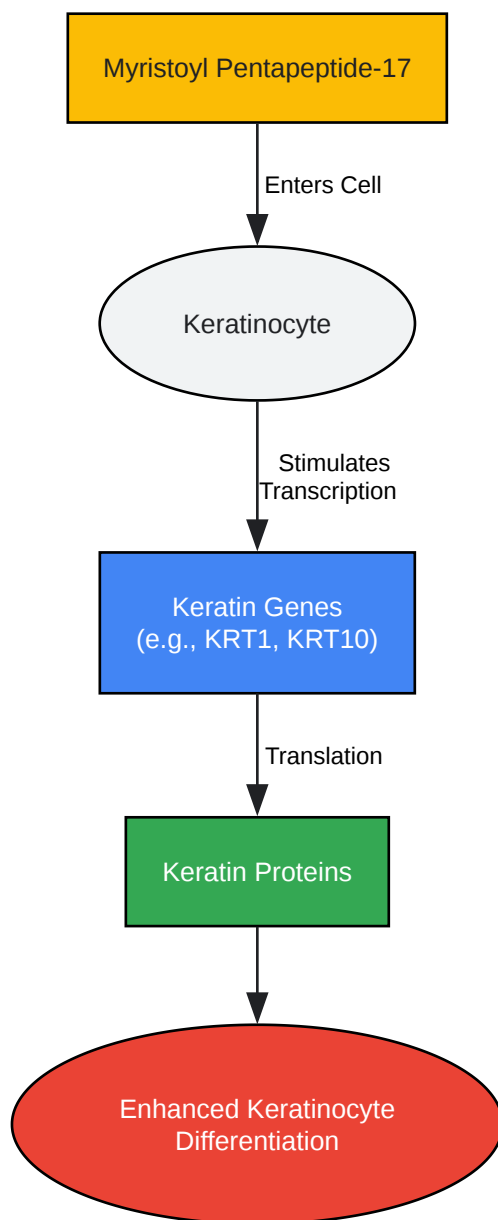 Myristoyl Pentapeptide-17
Enters Cell
Keratinocyte
Stimulates
Transcription
Keratin Genes
(e.g., KRT1, KRT10)
Translation
Keratin Proteins
Enhanced Keratinocyte
Differentiation